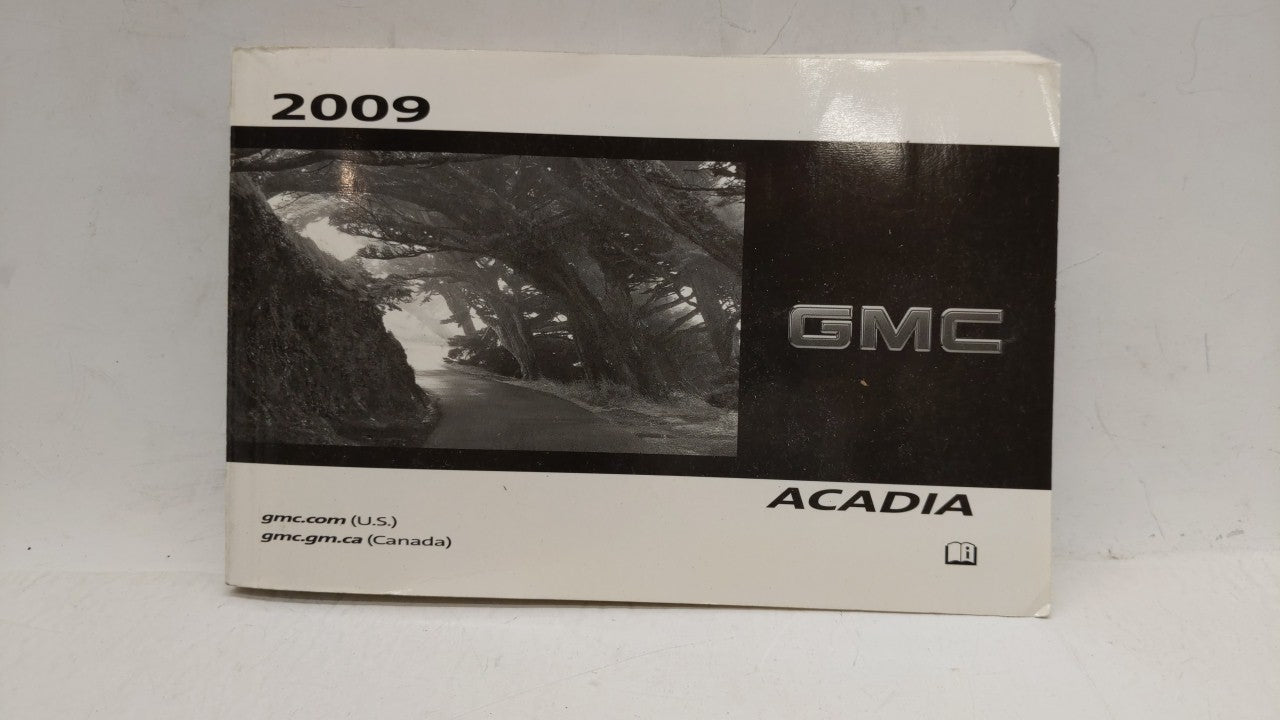 2009
GMC
ACADIA
gmc.com (U.S.)
gmc.gm.ca (Canada)